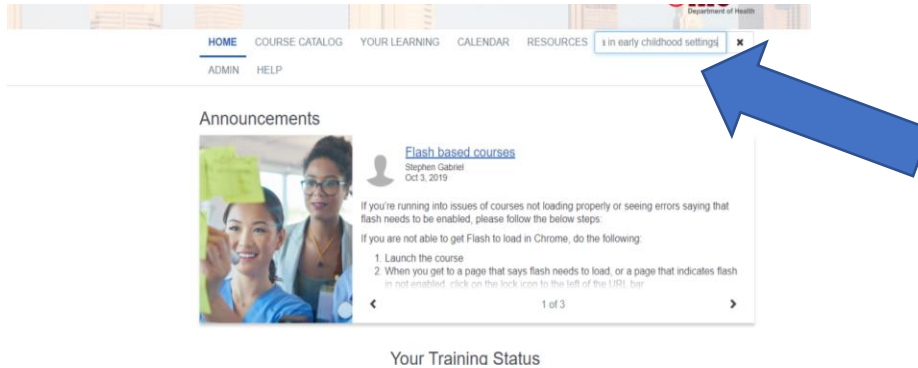 Department of Health
HOME COURSE CATALOG YOUR LEARNING CALENDAR RESOURCES in early childhood settings ×
ADMIN HELP
Announcements
Flash based courses
Stephen Gabriel
Oct 3, 2019
If you're running into issues of courses not loading properly or seeing errors saying that
flash needs to be enabled, please follow the below steps:
If you are not able to get Flash to load in Chrome, do the following:
1. Launch the course
2. When you get to a page that says flash needs to load, or a page that indicates flash
in not enabled, click on the lock icon to the left of the URL bar
1 of 3
Your Training Status